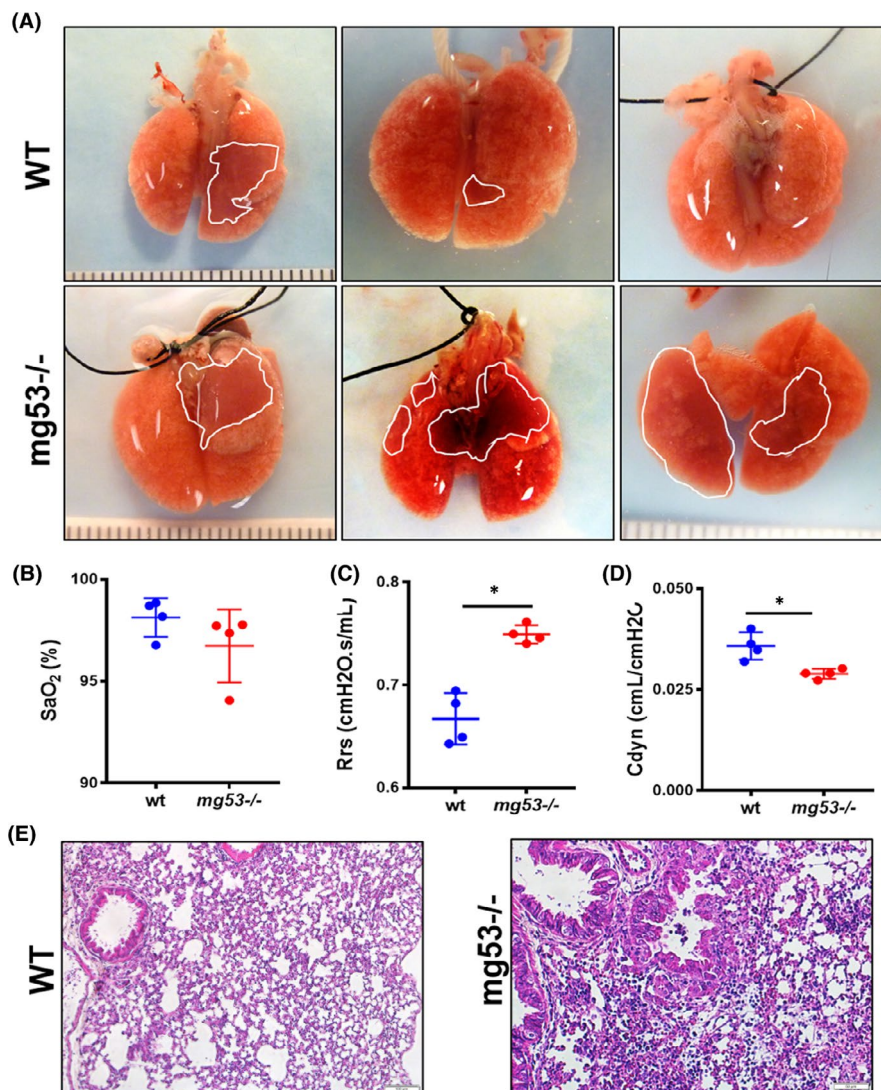 (A)
WT
mg53-/-
(B)
100
95
90
SaO₂ (%)
wt
mg53-/-
(C)
*
0.8
0.7
0.6
Rrs (cmH2O.s/mL)
wt
mg53-/-
(D)
*
0.050
0.025
0.000
Cdyn (cmL/cmH2O
wt
mg53-/-
(E)
WT
mg53-/-